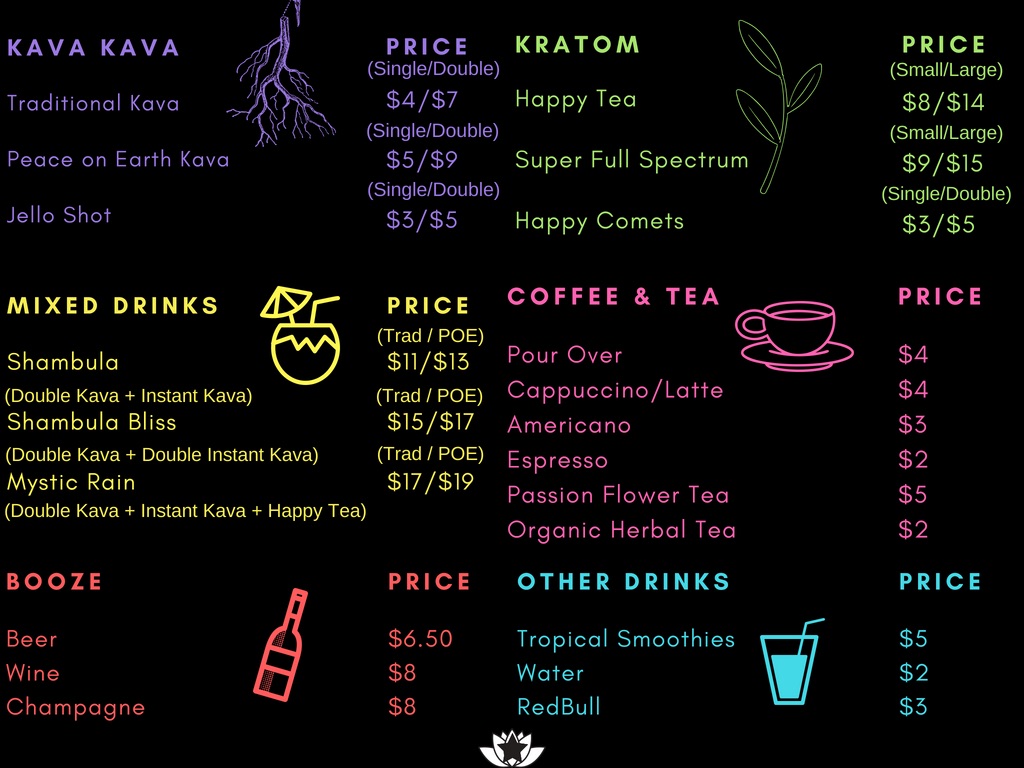 KAVA KAVA
PRICE
(Single/Double)
Traditional Kava
$4/$7
(Single/Double)
Peace on Earth Kava
$5/$9
(Single/Double)
Jello Shot
$3/$5
KRATOM
PRICE
(Small/Large)
Happy Tea
$8/$14
(Small/Large)
Super Full Spectrum
$9/$15
(Single/Double)
Happy Comets
$3/$5
MIXED DRINKS
PRICE
(Trad / POE)
Shambula
$11/$13
(Double Kava + Instant Kava)
(Trad / POE)
Shambula Bliss
$15/$17
(Double Kava + Double Instant Kava)
(Trad / POE)
Mystic Rain
$17/$19
(Double Kava + Instant Kava + Happy Tea)
COFFEE & TEA
PRICE
Pour Over
$4
Cappuccino/Latte
$4
Americano
$3
Espresso
$2
Passion Flower Tea
$5
Organic Herbal Tea
$2
BOOZE
PRICE
Beer
$6.50
Wine
$8
Champagne
$8
OTHER DRINKS
PRICE
Tropical Smoothies
$5
Water
$2
RedBull
$3